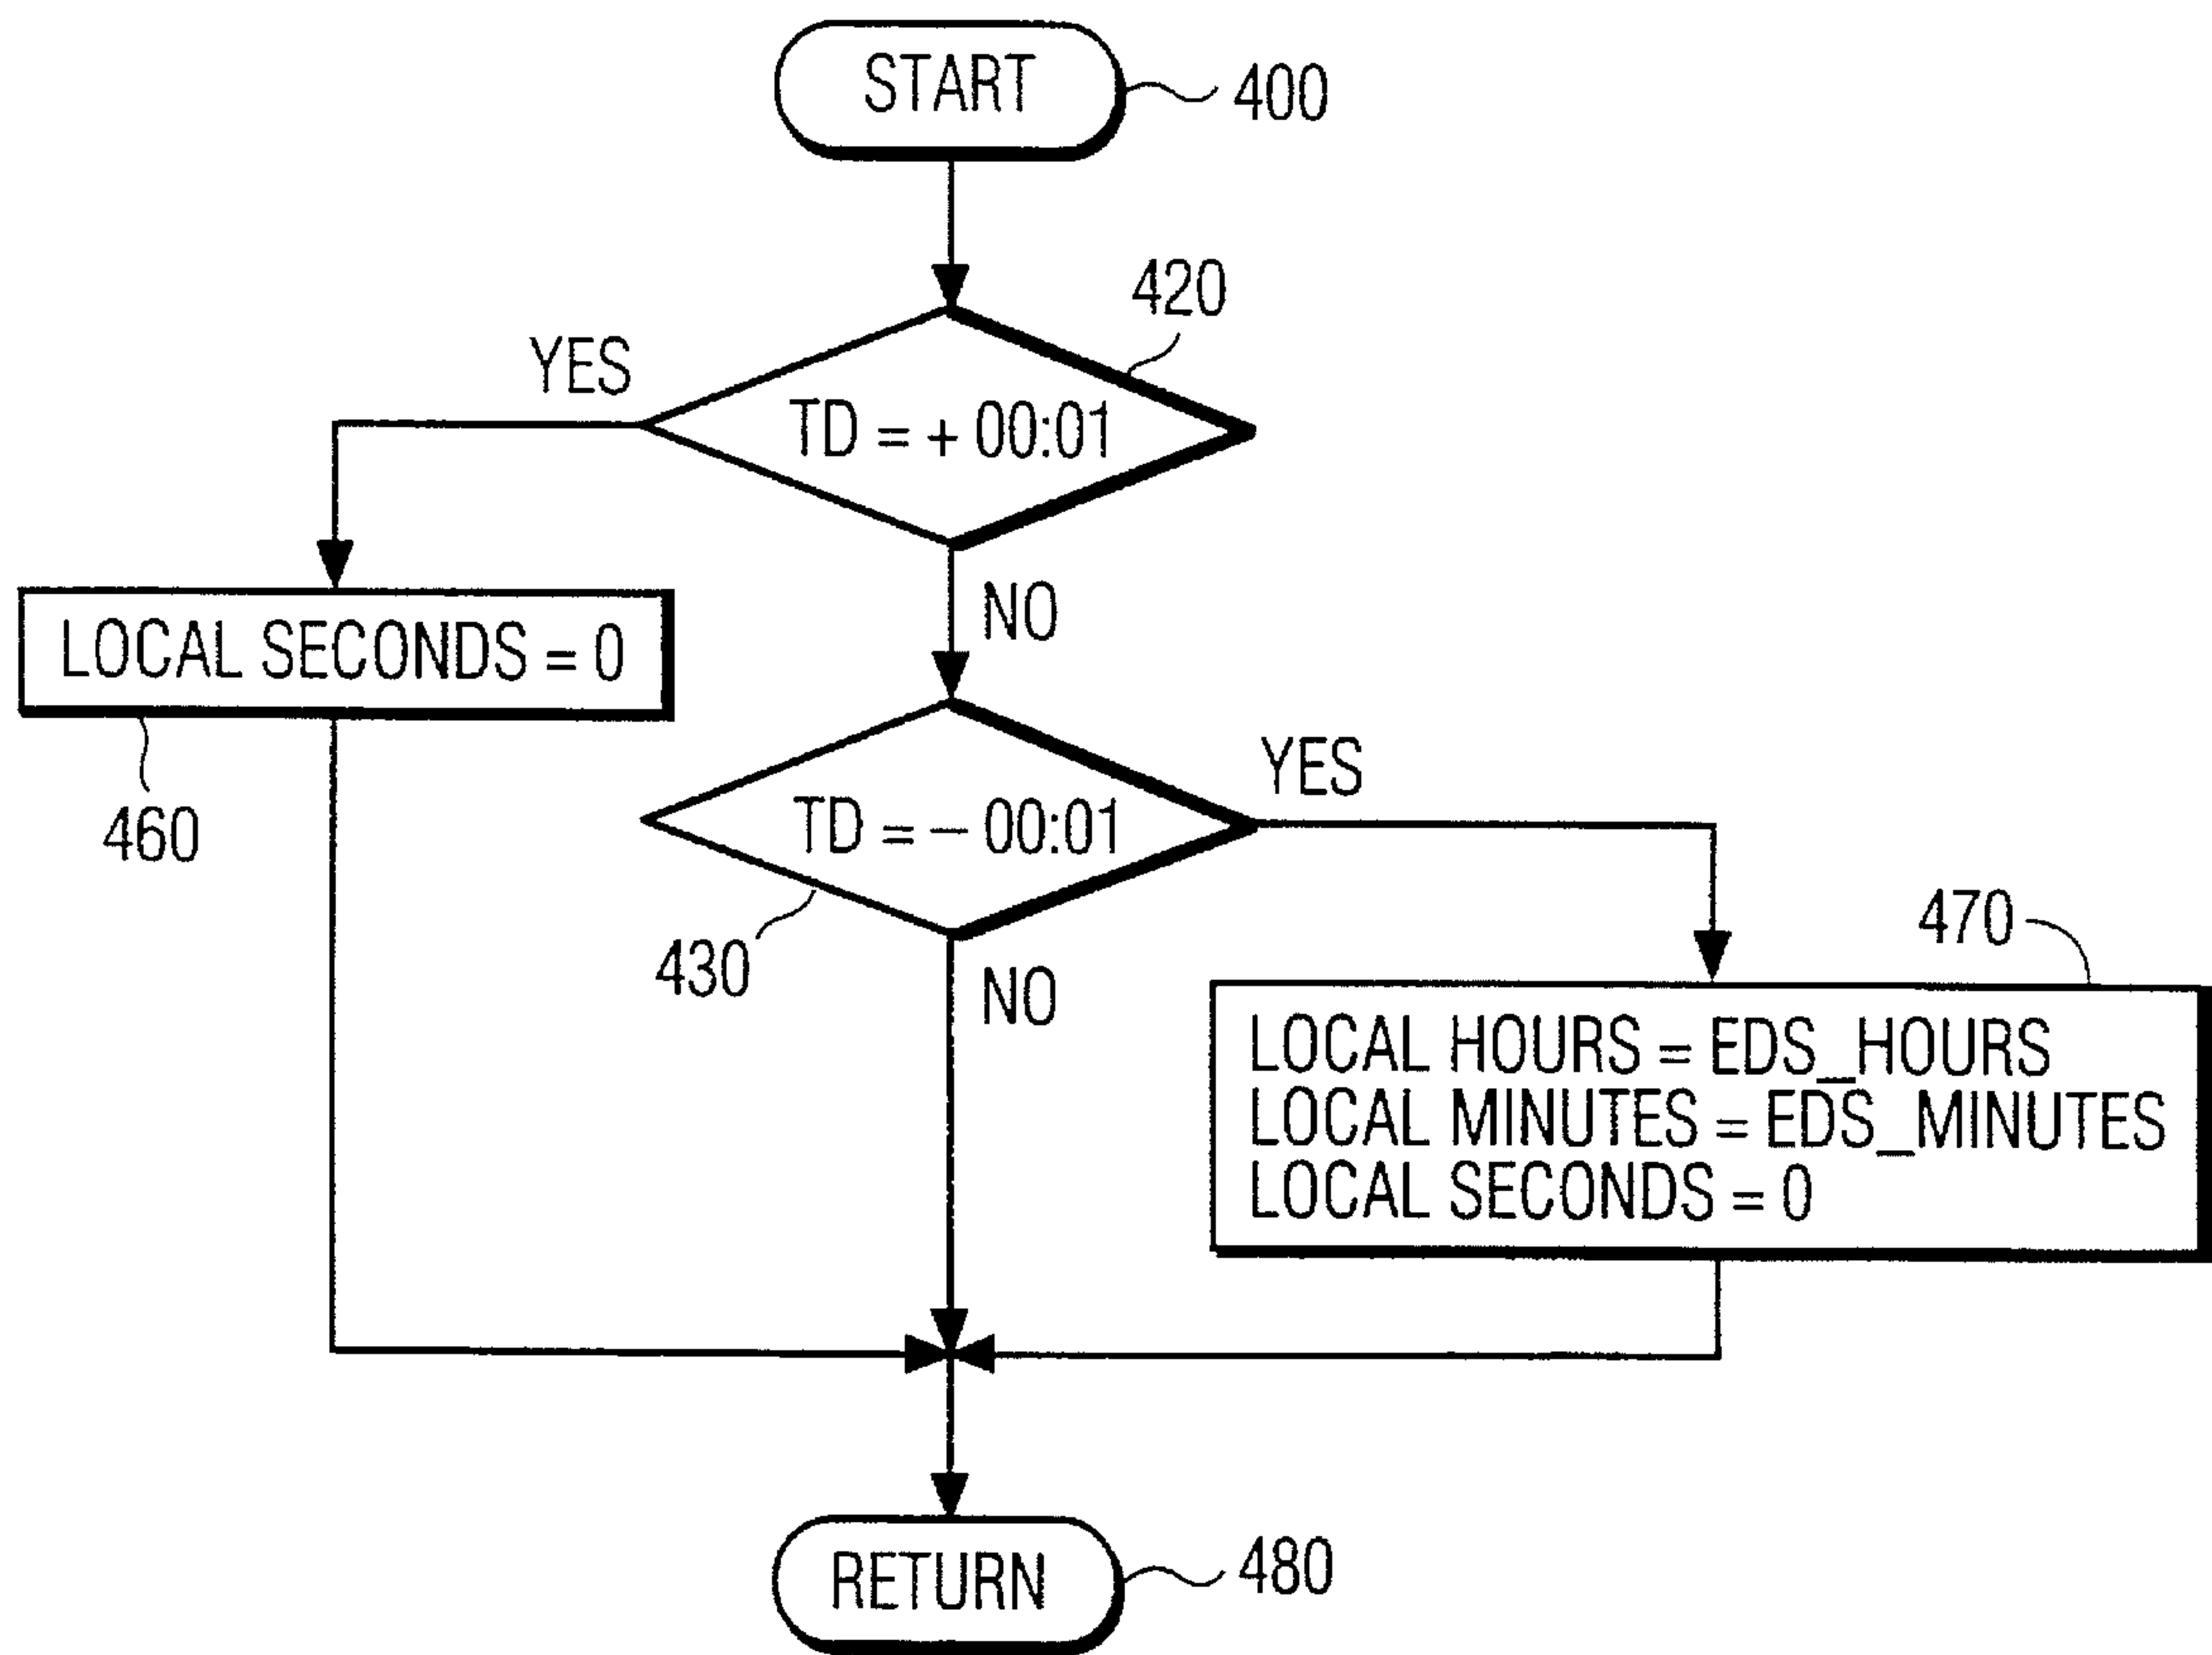 START
400
420
YES
TD = + 00:01
NO
LOCAL SECONDS = 0
460
YES
TD = – 00:01
430
NO
470
LOCAL HOURS = EDS_HOURS
LOCAL MINUTES = EDS_MINUTES
LOCAL SECONDS = 0
RETURN
480